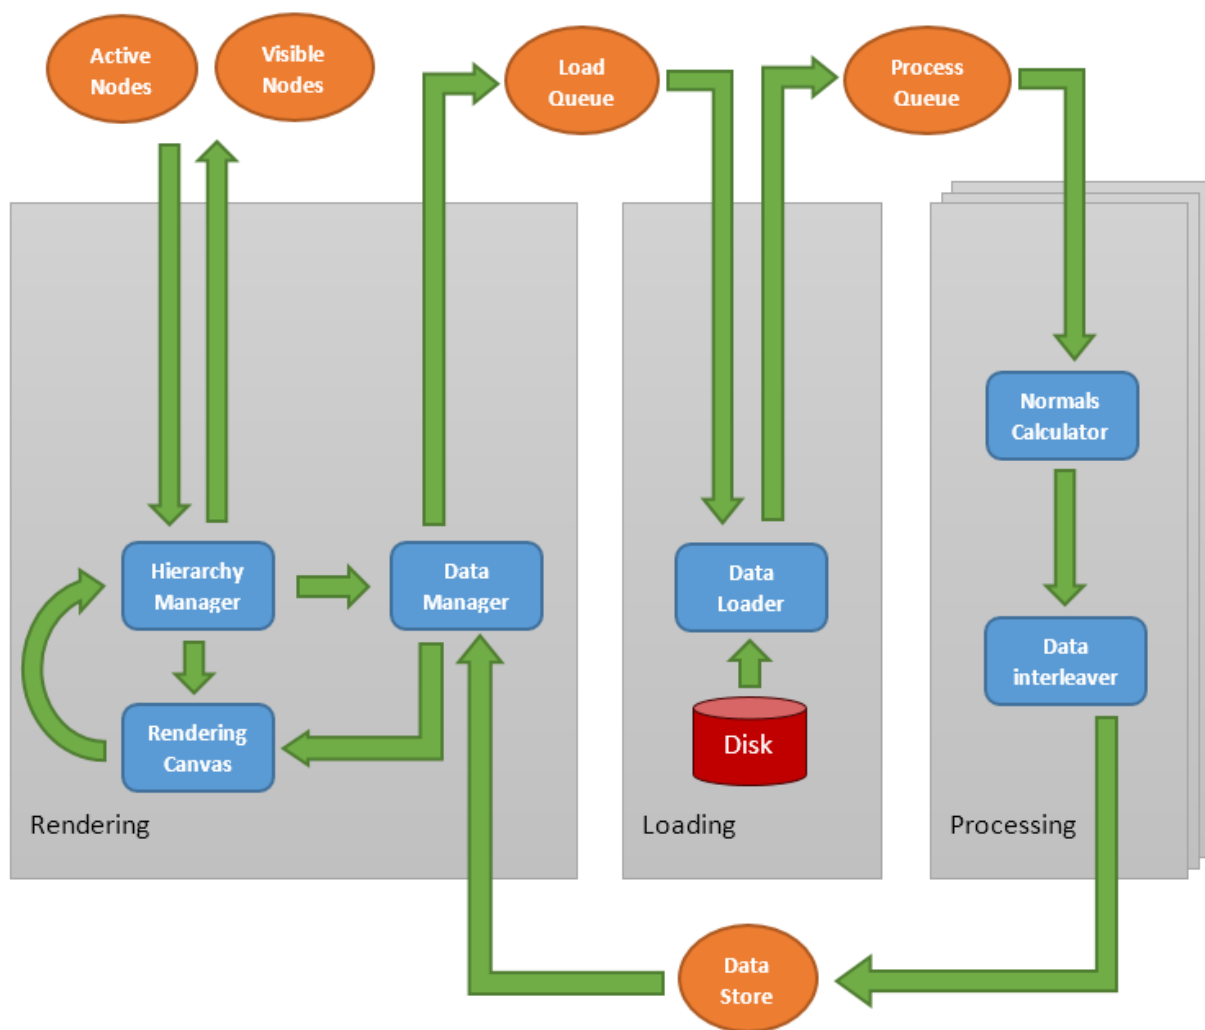 Active
Nodes
Visible
Nodes
Load
Queue
Process
Queue
Normals
Calculator
Hierarchy
Manager
Data
Manager
Data
Loader
Data
interleaver
Rendering
Canvas
Disk
Rendering
Loading
Processing
Data
Store